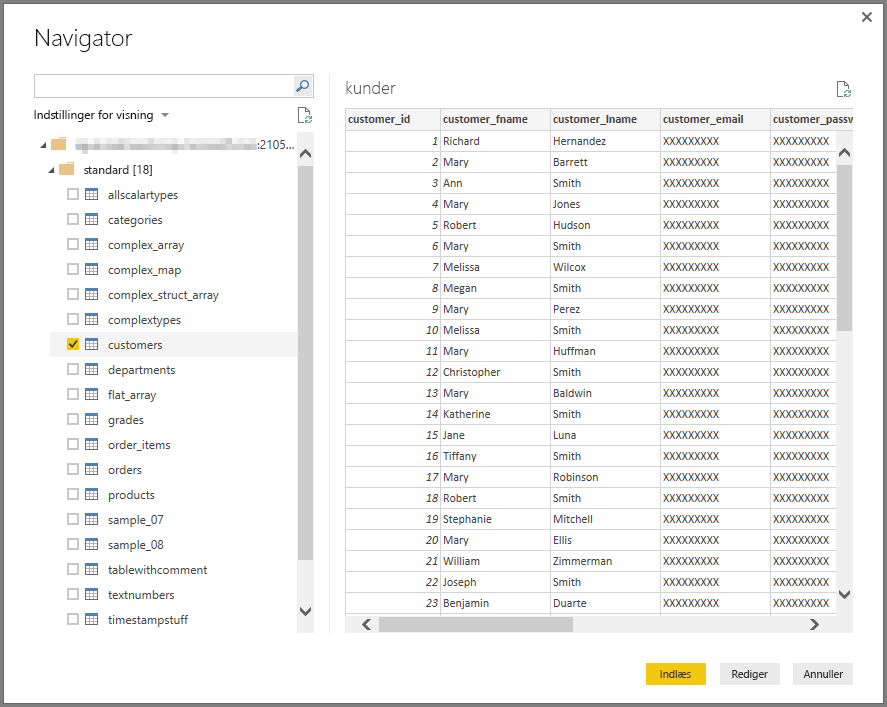 Navigator
Indstillinger for visning
:2105...
standard [18]
allscalartypes
categories
complex_array
complex_map
complex_struct_array
complextypes
customers
departments
flat_array
grades
order_items
orders
products
sample_07
sample_08
tablewithcomment
textnumbers
timestampstuff
kunder
customer_id customer_fname customer_lname customer_email customer_passw
1 Richard Hernandez XXXXXXXXX XXXXXXXXX
2 Mary Barrett XXXXXXXXX XXXXXXXXX
3 Ann Smith XXXXXXXXX XXXXXXXXX
4 Mary Jones XXXXXXXXX XXXXXXXXX
5 Robert Hudson XXXXXXXXX XXXXXXXXX
6 Mary Smith XXXXXXXXX XXXXXXXXX
7 Melissa Wilcox XXXXXXXXX XXXXXXXXX
8 Megan Smith XXXXXXXXX XXXXXXXXX
9 Mary Perez XXXXXXXXX XXXXXXXXX
10 Melissa Smith XXXXXXXXX XXXXXXXXX
11 Mary Huffman XXXXXXXXX XXXXXXXXX
12 Christopher Smith XXXXXXXXX XXXXXXXXX
13 Mary Baldwin XXXXXXXXX XXXXXXXXX
14 Katherine Smith XXXXXXXXX XXXXXXXXX
15 Jane Luna XXXXXXXXX XXXXXXXXX
16 Tiffany Smith XXXXXXXXX XXXXXXXXX
17 Mary Robinson XXXXXXXXX XXXXXXXXX
18 Robert Smith XXXXXXXXX XXXXXXXXX
19 Stephanie Mitchell XXXXXXXXX XXXXXXXXX
20 Mary Ellis XXXXXXXXX XXXXXXXXX
21 William Zimmerman XXXXXXXXX XXXXXXXXX
22 Joseph Smith XXXXXXXXX XXXXXXXXX
23 Benjamin Duarte XXXXXXXXX XXXXXXXXX
Indlæs Rediger Annuller